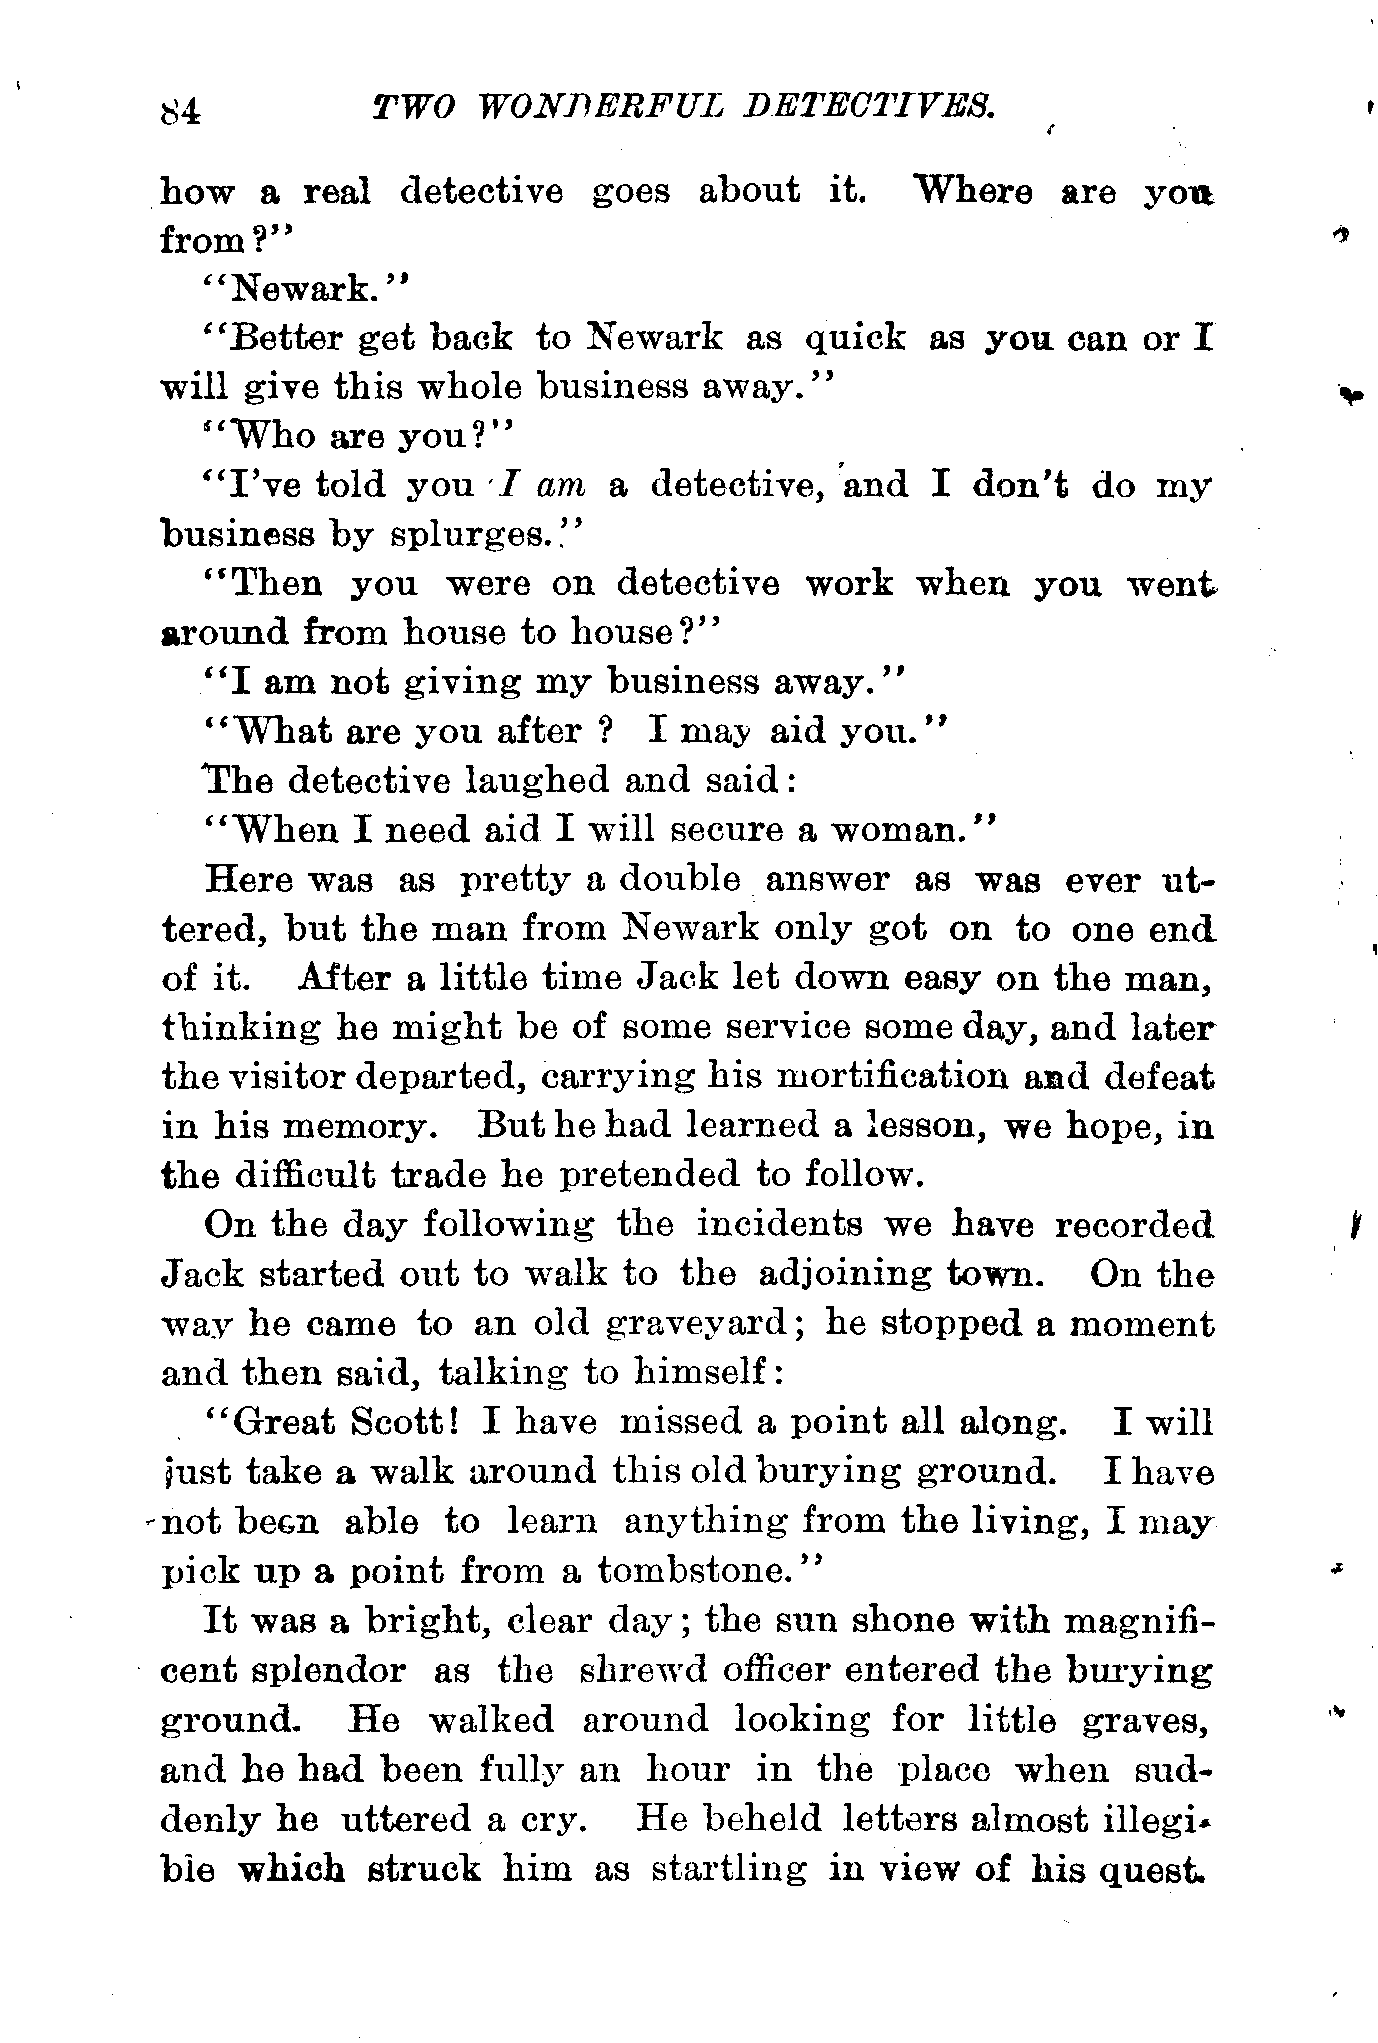 84 TWO WONDERFUL DETECTIVES.
how a real detective goes about it. Where are you
from?"
"Newark."
"Better get back to Newark as quick as you can or I
will give this whole business away."
"Who are you?"
"I've told you I am a detective, and I don't do my
business by splurges."
"Then you were on detective work when you went
around from house to house?"
"I am not giving my business away."
"What are you after? I may aid you."
The detective laughed and said:
"When I need aid I will secure a woman."
Here was as pretty a double answer as was ever ut-
tered, but the man from Newark only got on to one end
of it. After a little time Jack let down easy on the man,
thinking he might be of some service some day, and later
the visitor departed, carrying his mortification and defeat
in his memory. But he had learned a lesson, we hope, in
the difficult trade he pretended to follow.
On the day following the incidents we have recorded
Jack started out to walk to the adjoining town. On the
way he came to an old graveyard; he stopped a moment
and then said, talking to himself:
"Great Scott! I have missed a point all along. I will
just take a walk around this old burying ground. I have
not been able to learn anything from the living, I may
pick up a point from a tombstone."
It was a bright, clear day; the sun shone with magnifi-
cent splendor as the shrewd officer entered the burying
ground. He walked around looking for little graves,
and he had been fully an hour in the place when sud-
denly he uttered a cry. He beheld letters almost illegi-
ble which struck him as startling in view of his quest.